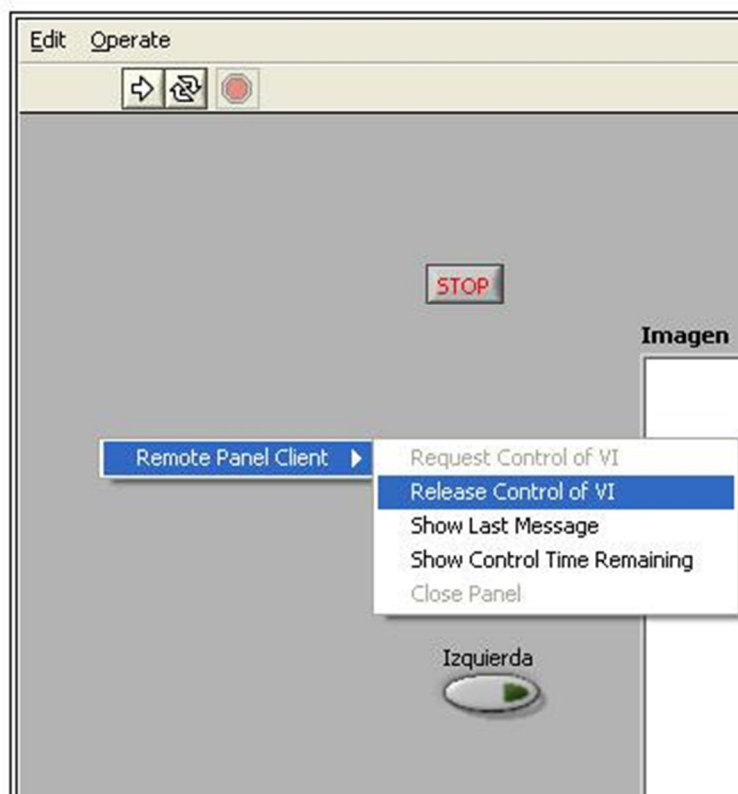 Edit Operate
STOP
Imagen
Remote Panel Client
Request Control of VI
Release Control of VI
Show Last Message
Show Control Time Remaining
Close Panel
Izquierda